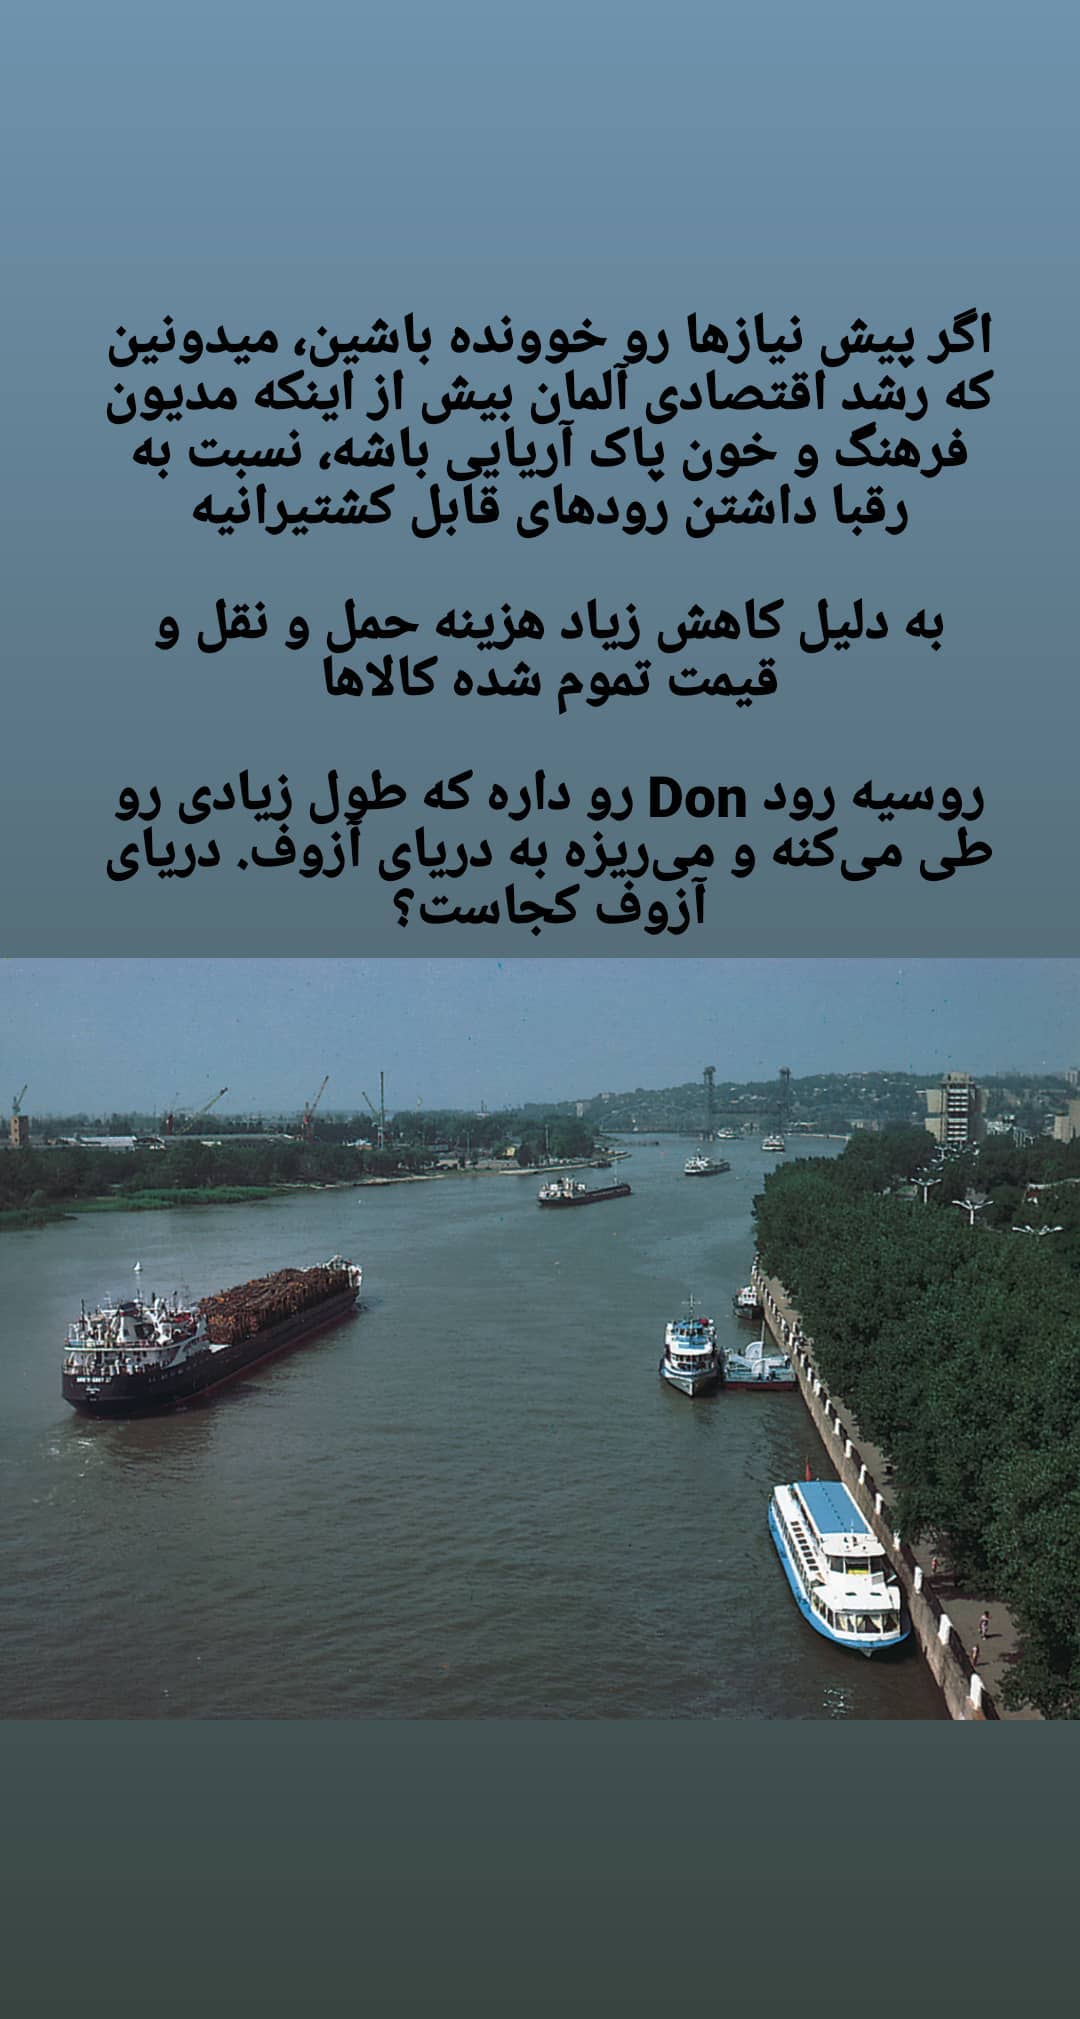 اگر پیش نیازها رو خوونده باشین، میدونین
که رشد اقتصادی آلمان بیش از اینکه مدیون
فرهنگ و خون پاک آریایی باشه، نسبت به
رقبا داشتن رودهای قابل کشتیرانیه
به دلیل کاهش زیاد هزینه حمل و نقل و
قیمت تموم شده کالاها
روسیه رود Don رو داره که طول زیادی رو
طی می‌کنه و می‌ریزه به دریای آزوف. دریای
آزوف کجاست؟